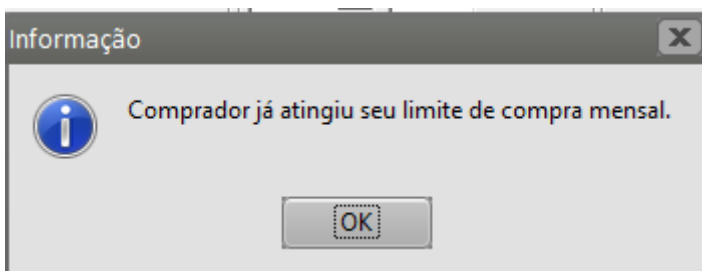 Informação
Comprador já atingiu seu limite de compra mensal.
OK